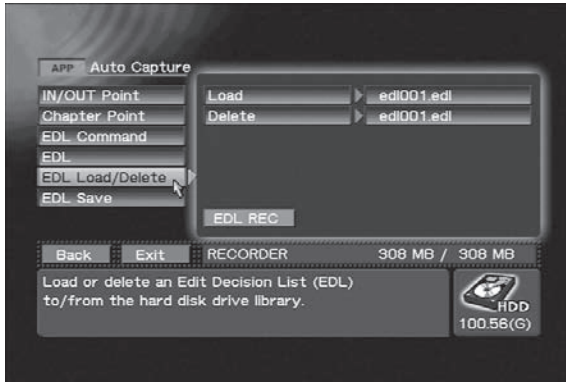 APP Auto Capture
IN/OUT Point
Chapter Point
EDL Command
EDL
EDL Load/Delete
EDL Save
Load edl001.edl
Delete edl001.edl
EDL REC
Back Exit RECORDER 308 MB / 308 MB
Load or delete an Edit Decision List (EDL)
to/from the hard disk drive library.
HDD
100.56(G)